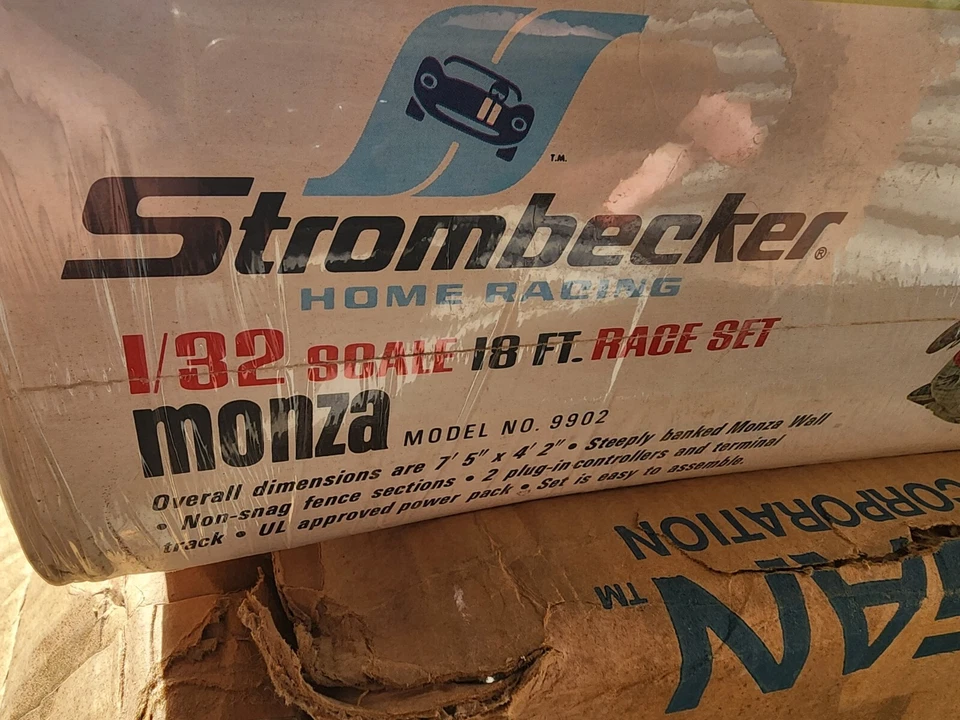 T.M.
Strombecker®
HOME RACING
1/32 SCALE 18 FT. RACE SET
monza MODEL NO. 9902
Overall dimensions are 7' 5" x 4' 2" • Steeply banked Monza Wall
• Non-snag fence sections • 2 plug-in controllers and terminal
track • UL approved power pack • Set is easy to assemble.
CORPORATION
TM